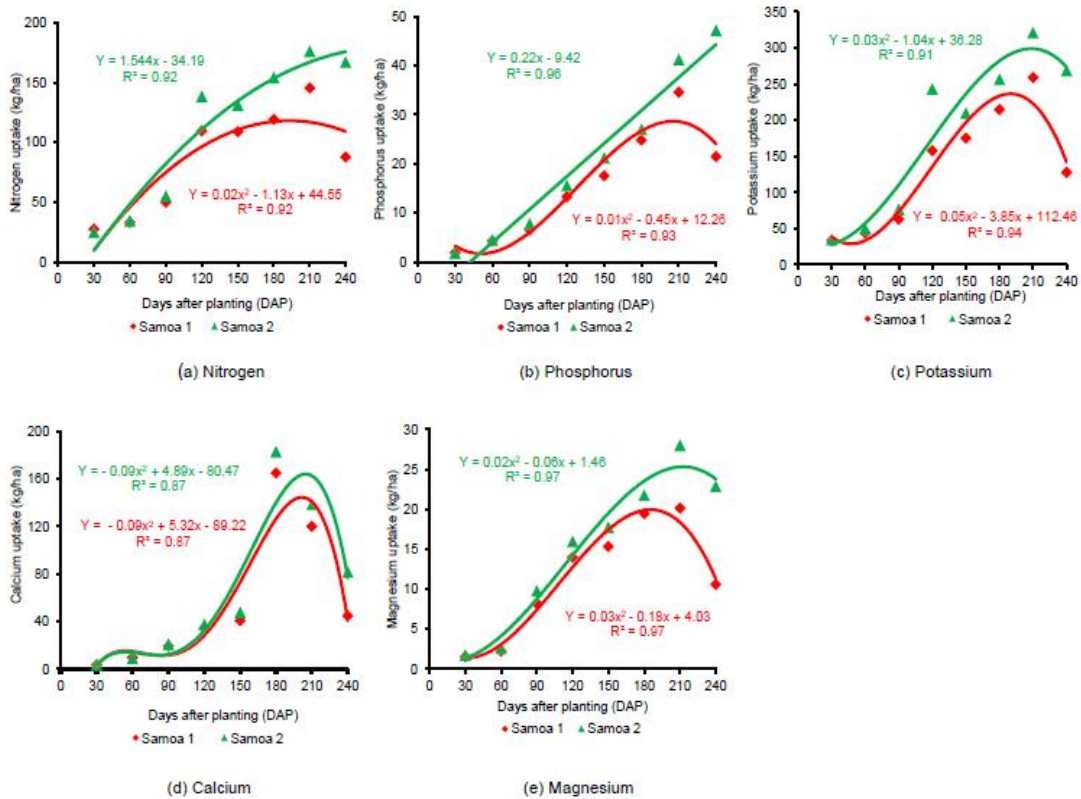 200
150
100
50
0
Nitrogen uptake (kg/ha)
Y = 1.544x - 34.19
R² = 0.92
Y = 0.02x² - 1.13x + 44.55
R² = 0.92
0 30 60 90 120 150 180 210 240
Days after planting (DAP)
Samoa 1 Samoa 2
(a) Nitrogen
50
40
30
20
10
0
Phosphorus uptake (kg/ha)
Y = 0.22x - 9.42
R² = 0.96
Y = 0.01x² - 0.45x + 12.26
R² = 0.93
0 30 60 90 120 150 180 210 240
Days after planting (DAP)
Samoa 1 Samoa 2
(b) Phosphorus
350
300
250
200
150
100
50
0
Potassium uptake (kg/ha)
Y = 0.03x² - 1.04x + 36.28
R² = 0.91
Y = 0.05x² - 3.85x + 112.46
R² = 0.94
0 30 60 90 120 150 180 210 240
Days after planting (DAP)
Samoa 1 Samoa 2
(c) Potassium
200
160
120
80
40
0
Calcium uptake (kg/ha)
Y = - 0.09x² + 4.89x - 80.47
R² = 0.87
Y = - 0.09x² + 5.32x - 89.22
R² = 0.87
0 30 60 90 120 150 180 210 240
Days after planting (DAP)
Samoa 1 Samoa 2
(d) Calcium
30
25
20
15
10
5
0
Magnesium uptake (kg/ha)
Y = 0.02x² - 0.06x + 1.46
R² = 0.97
Y = 0.03x² - 0.18x + 4.03
R² = 0.97
0 30 60 90 120 150 180 210 240
Days after planting (DAP)
Samoa 1 Samoa 2
(e) Magnesium